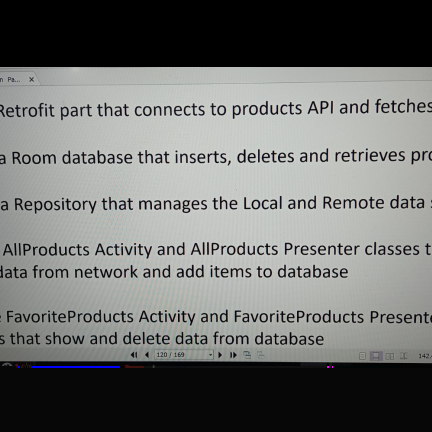 n Pa... X
Retrofit part that connects to products API and fetches
a Room database that inserts, deletes and retrieves pro
a Repository that manages the Local and Remote data s
AllProducts Activity and AllProducts Presenter classes t
data from network and add items to database
FavoriteProducts Activity and FavoriteProducts Presente
s that show and delete data from database
120 / 169
142.